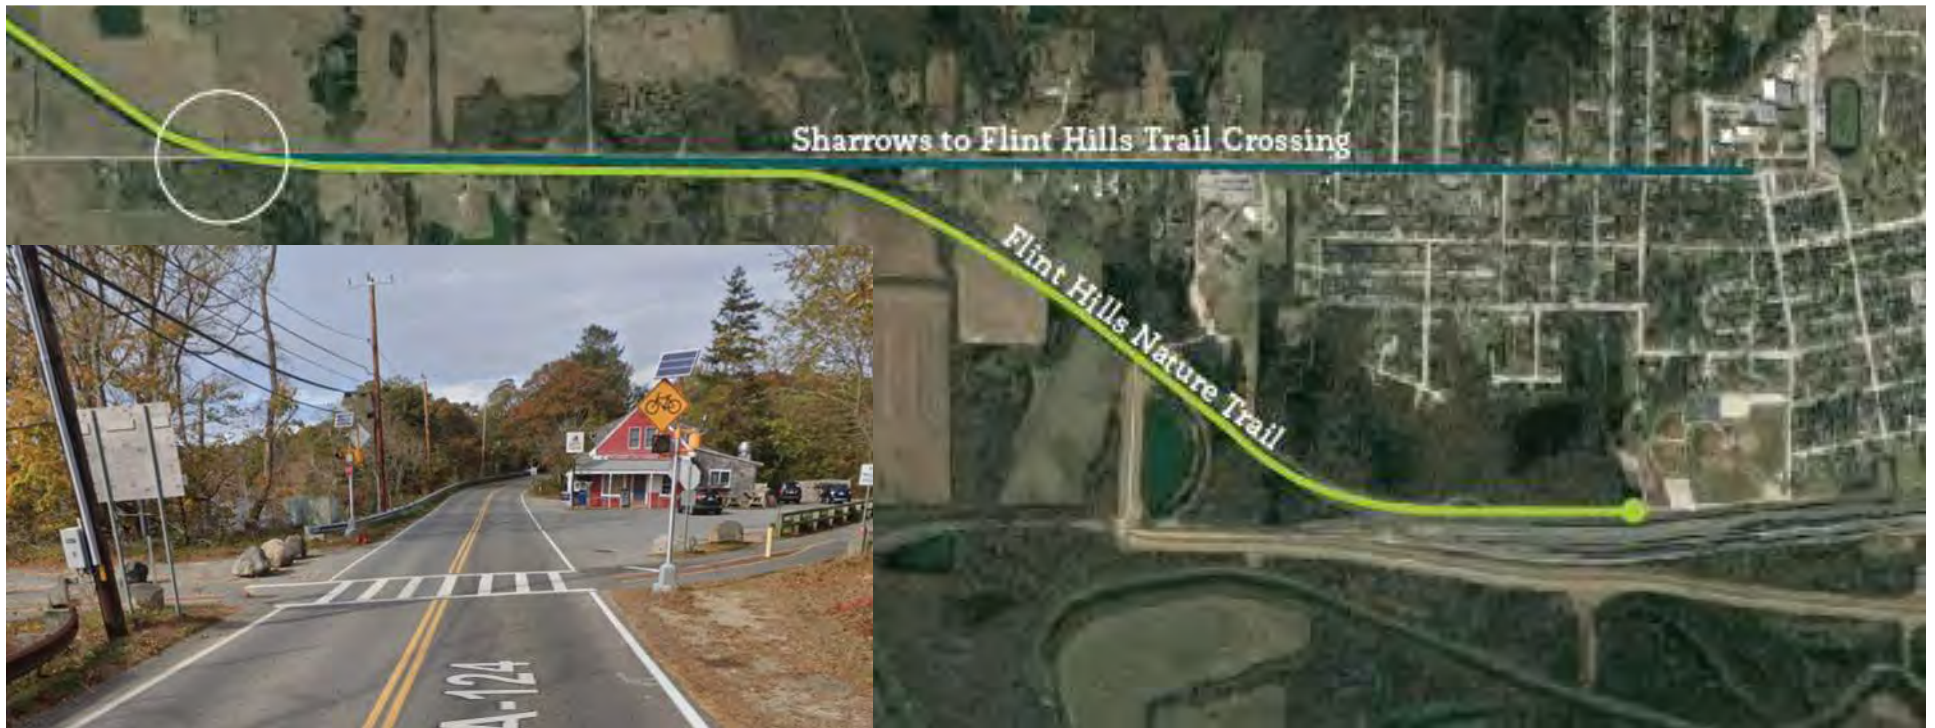 Sharrows to Flint Hills Trail Crossing
Flint Hills Nature Trail
A-124